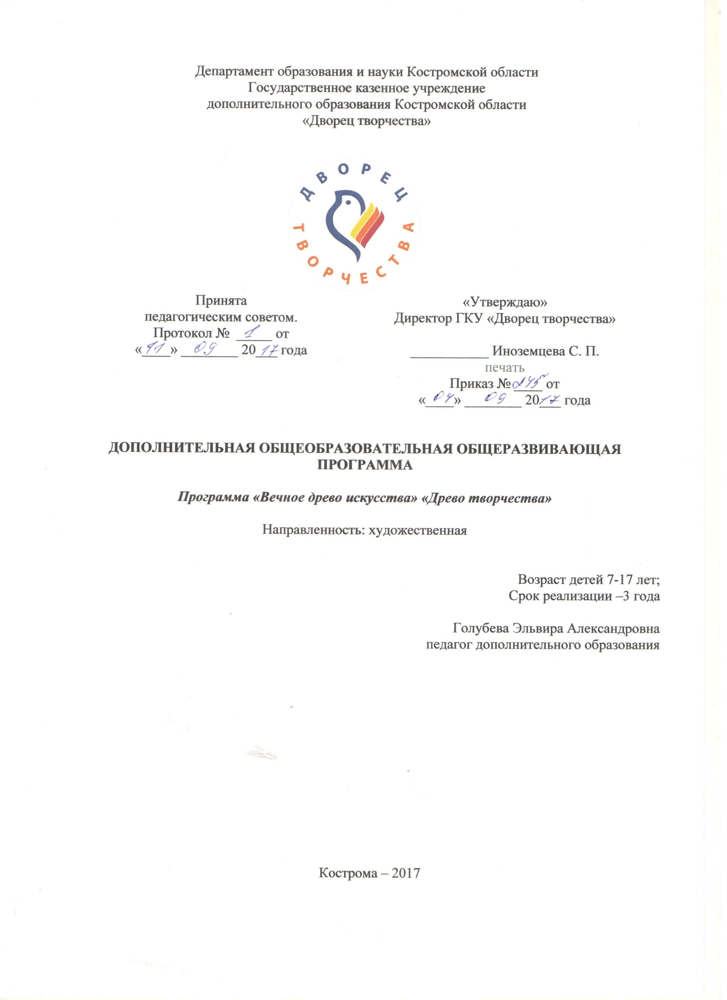 Департамент образования и науки Костромской области
Государственное казенное учреждение
дополнительного образования Костромской области
«Дворец творчества»
ДВОРЕЦ
ТВОРЧЕСТВА
Принята
педагогическим советом.
Протокол № 1 от
«11» 09 2017 года
«Утверждаю»
Директор ГКУ «Дворец творчества»
____________ Иноземцева С. П.
печать
Приказ № от
«04» 09 2017 года
ДОПОЛНИТЕЛЬНАЯ ОБЩЕОБРАЗОВАТЕЛЬНАЯ ОБЩЕРАЗВИВАЮЩАЯ
ПРОГРАММА
Программа «Вечное древо искусства» «Древо творчества»
Направленность: художественная
Возраст детей 7-17 лет;
Срок реализации –3 года
Голубева Эльвира Александровна
педагог дополнительного образования
Кострома – 2017